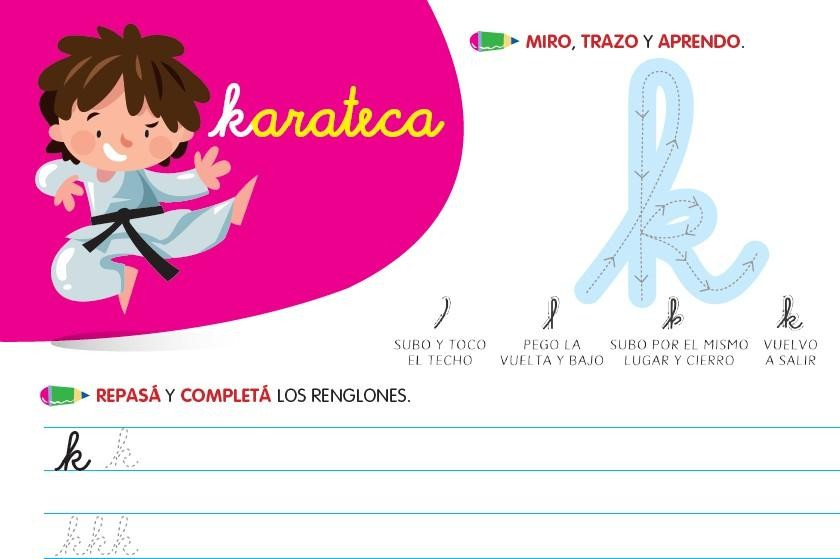 karateca
MIRO, TRAZO Y APRENDO.
k
SUBO Y TOCO
EL TECHO
PEGO LA
VUELTA Y BAJO
SUBO POR EL MISMO
LUGAR Y CIERRO
VUELVO
A SALIR
REPASÁ Y COMPLETÁ LOS RENGLONES.
k k
k k k